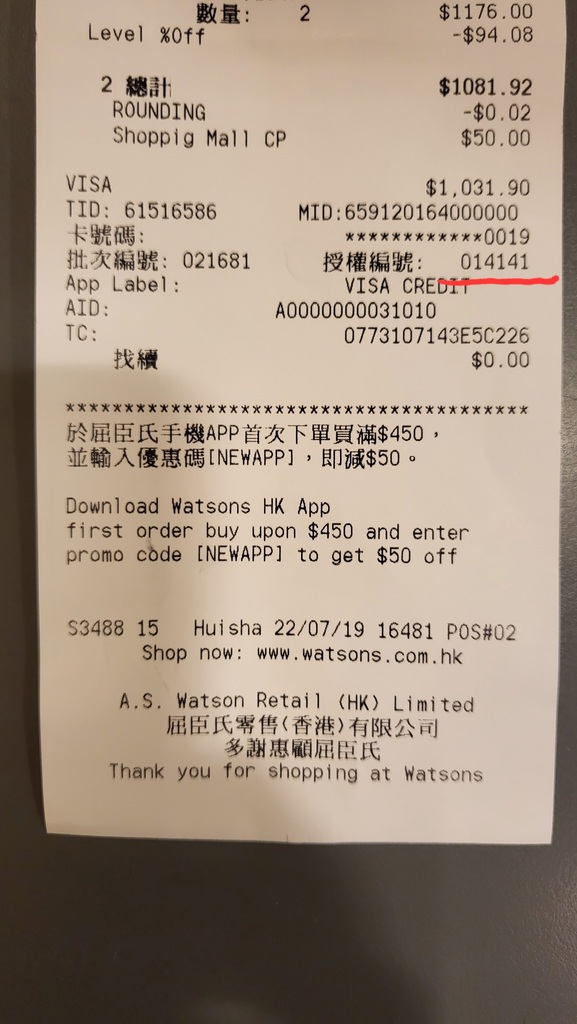 數量: 2 $1176.00
Level %Off -$94.08
2 總計 $1081.92
ROUNDING -$0.02
Shoppig Mall CP $50.00
VISA $1,031.90
TID: 61516586 MID:659120164000000
卡號碼: ************0019
批次編號: 021681 授權編號: 014141
App Label: VISA CREDIT
AID: A0000000031010
TC: 0773107143E5C226
找續 $0.00
****************************************
於屈臣氏手機APP首次下單買滿$450，
並輸入優惠碼[NEWAPP]，即減$50。
Download Watsons HK App
first order buy upon $450 and enter
promo code [NEWAPP] to get $50 off
S3488 15 Huisha 22/07/19 16481 POS#02
Shop now: www.watsons.com.hk
A.S. Watson Retail (HK) Limited
屈臣氏零售(香港)有限公司
多謝惠顧屈臣氏
Thank you for shopping at Watsons